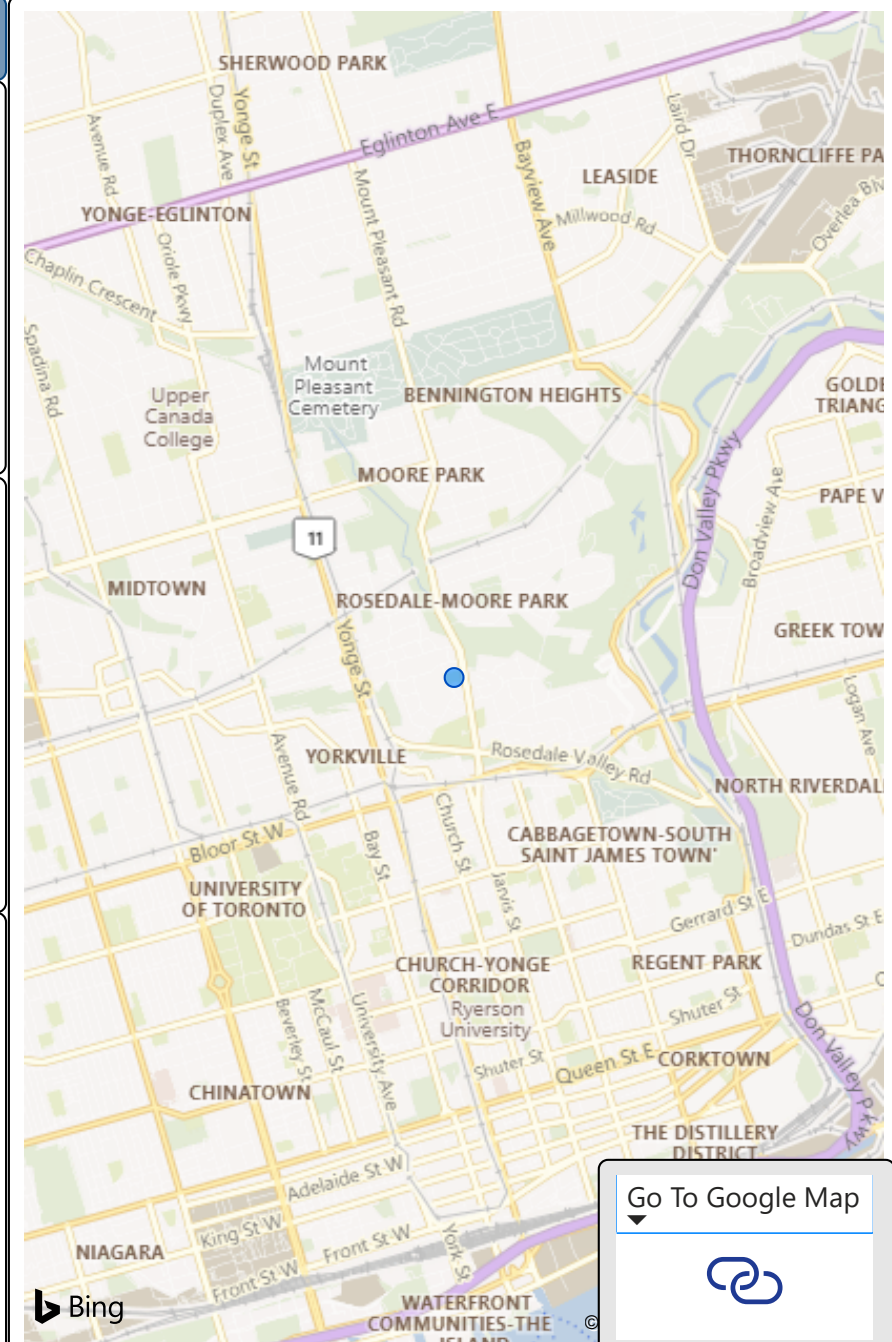 SHERWOOD PARK
Yonge St
Duplex Ave
Avenue Rd
Eglinton Ave E
Laird Dr
THORNCLIFFE PA
Bayview Ave
LEASIDE
Mount Pleasant Rd
YONGE-EGLINTON
Millwood Rd
Overlea Blv
Oriole Pkwy
Chaplin Crescent
Spadina Rd
Mount
Pleasant
Cemetery
Upper
Canada
College
BENNINGTON HEIGHTS
GOLDE
TRIANG
MOORE PARK
Don Valley Pkwy
Broadview Ave
PAPE V
11
MIDTOWN
ROSEDALE-MOORE PARK
GREEK TOW
Yonge St
Logan Ave
YORKVILLE
Rosedale Valley Rd
Avenue Rd
NORTH RIVERDAL
Church St
Bloor St W
Bay St
CABBAGETOWN-SOUTH
SAINT JAMES TOWN'
UNIVERSITY
OF TORONTO
Jarvis St
Gerrard St E
Dundas St E
CHURCH-YONGE
CORRIDOR
REGENT PARK
Ryerson
University
Beverley St
McCaul St
University Ave
Shuter St
Don Valley Pkwy
Shuter St
Queen St E
CORKTOWN
CHINATOWN
THE DISTILLERY
DISTRICT
Adelaide St W
Go To Google Map
King St W
NIAGARA
Front St W
York St
Front St W
Bing
WATERFRONT
COMMUNITIES-THE
ISLAND
©